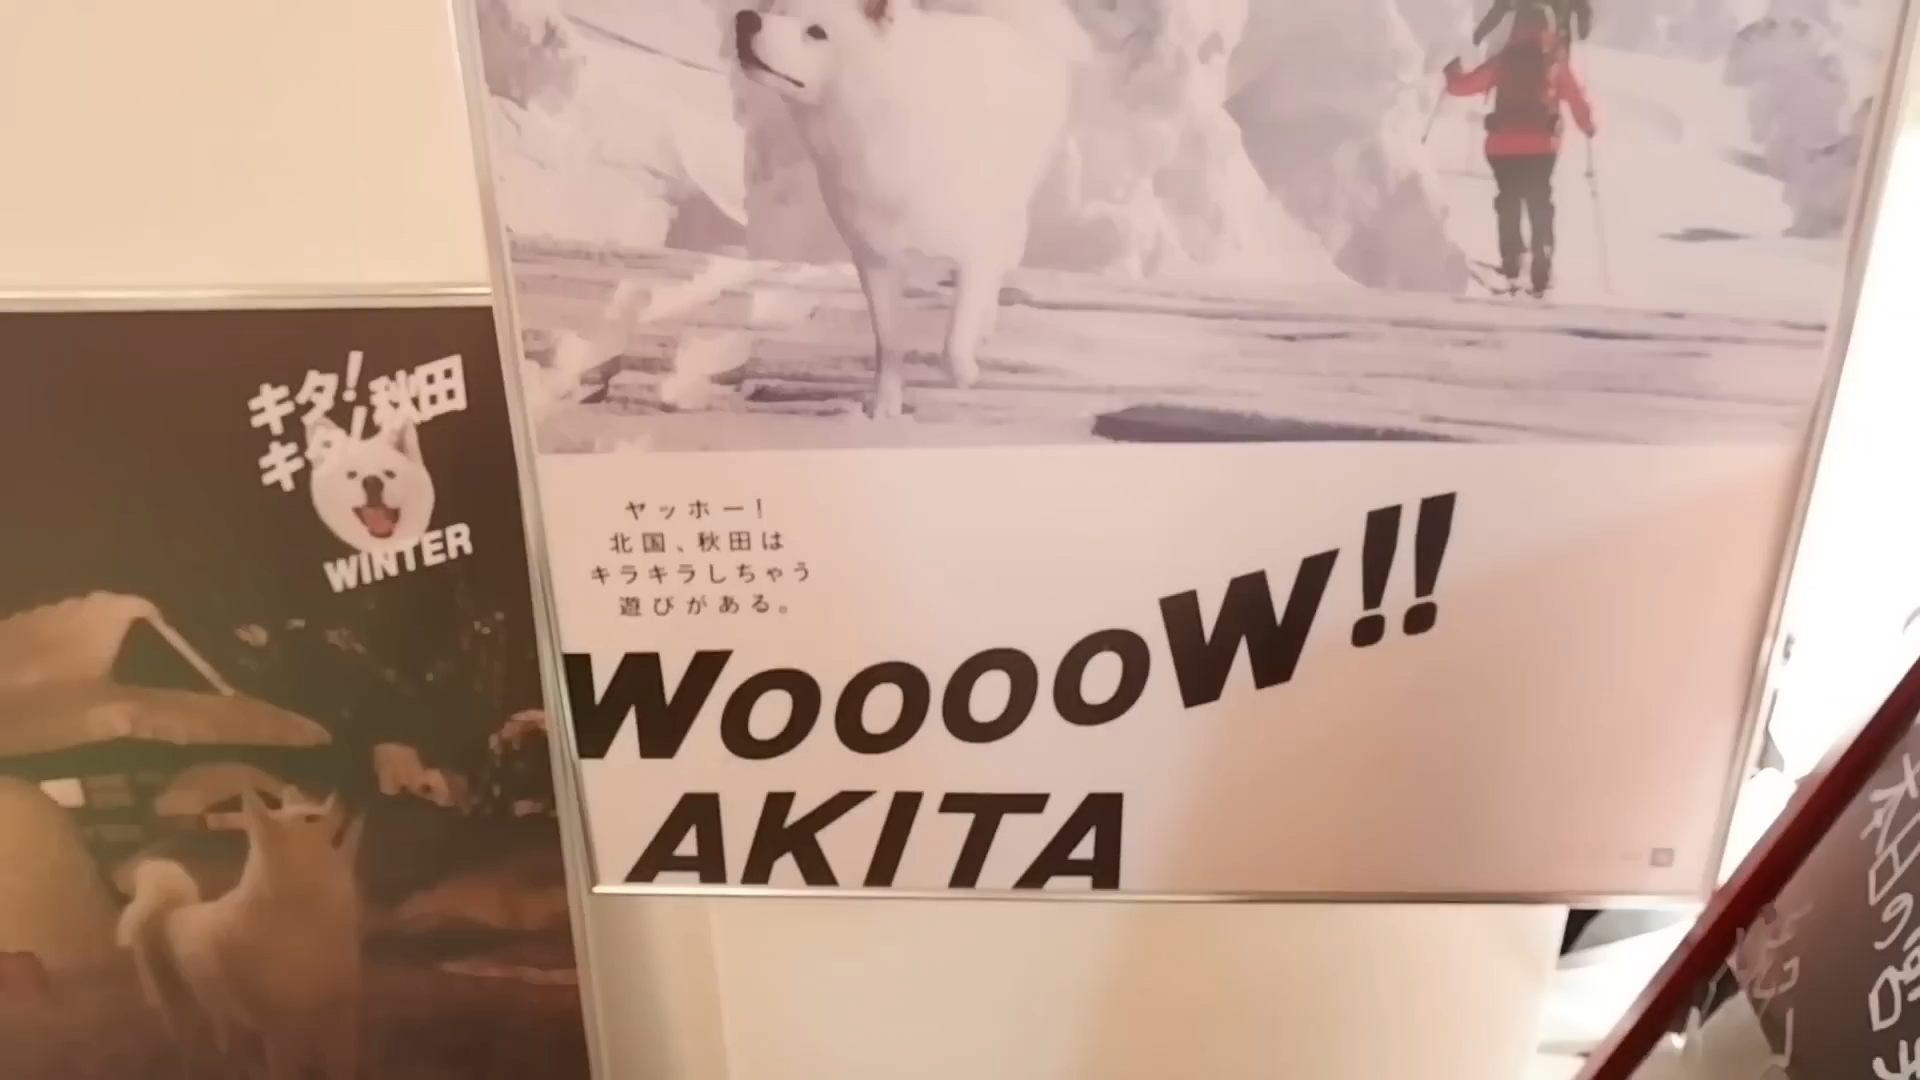 キタ!
キタ!秋田
WINTER
ヤッホー!
北国、秋田は
キラキラしちゃう
遊びがある。
WooooW!!
AKITA